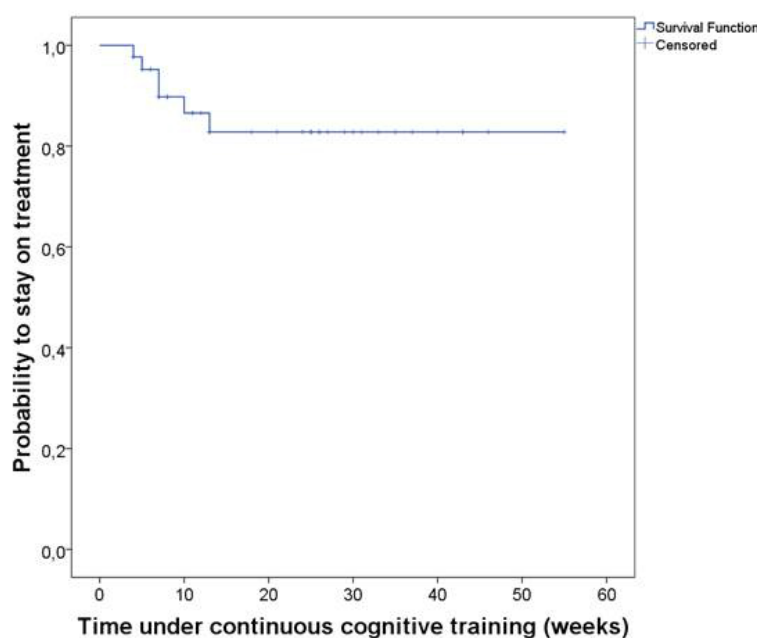 Survival Function
Censored
Probability to stay on treatment
1,0
0,8
0,6
0,4
0,2
0,0
0 10 20 30 40 50 60
Time under continuous cognitive training (weeks)